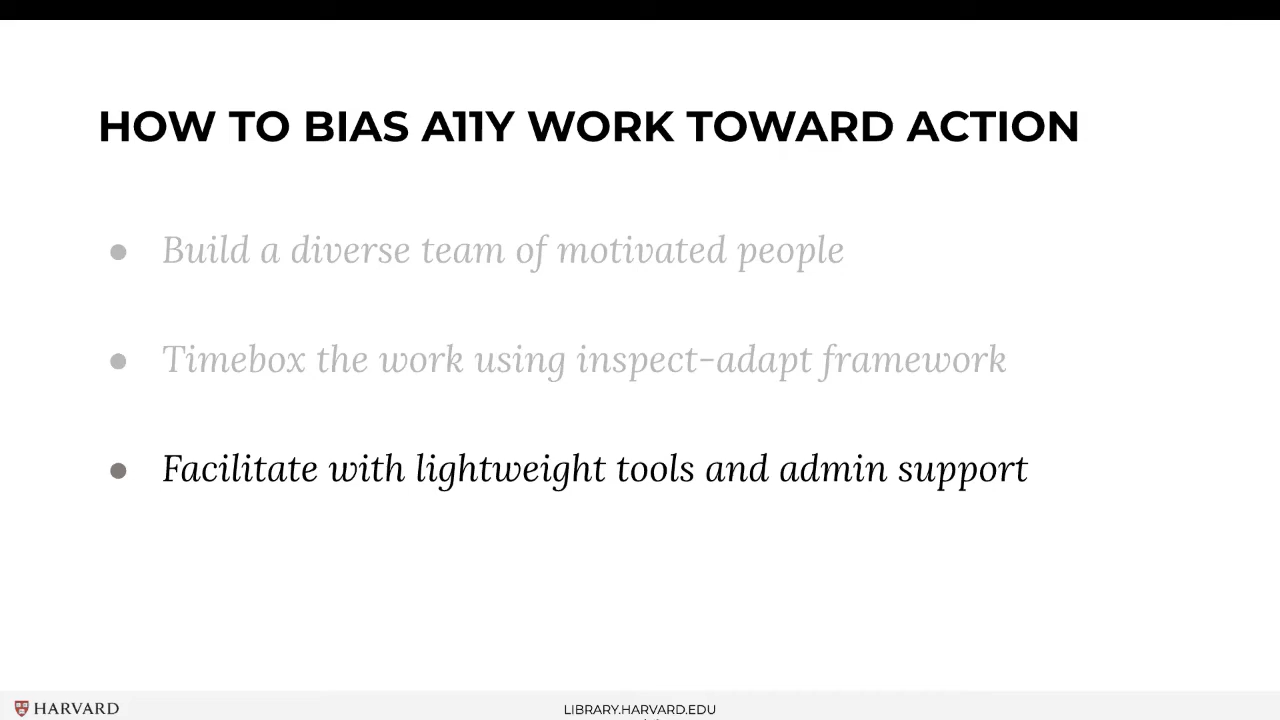 HOW TO BIAS A11Y WORK TOWARD ACTION
● Build a diverse team of motivated people
● Timebox the work using inspect-adapt framework
● Facilitate with lightweight tools and admin support
HARVARD
LIBRARY.HARVARD.EDU